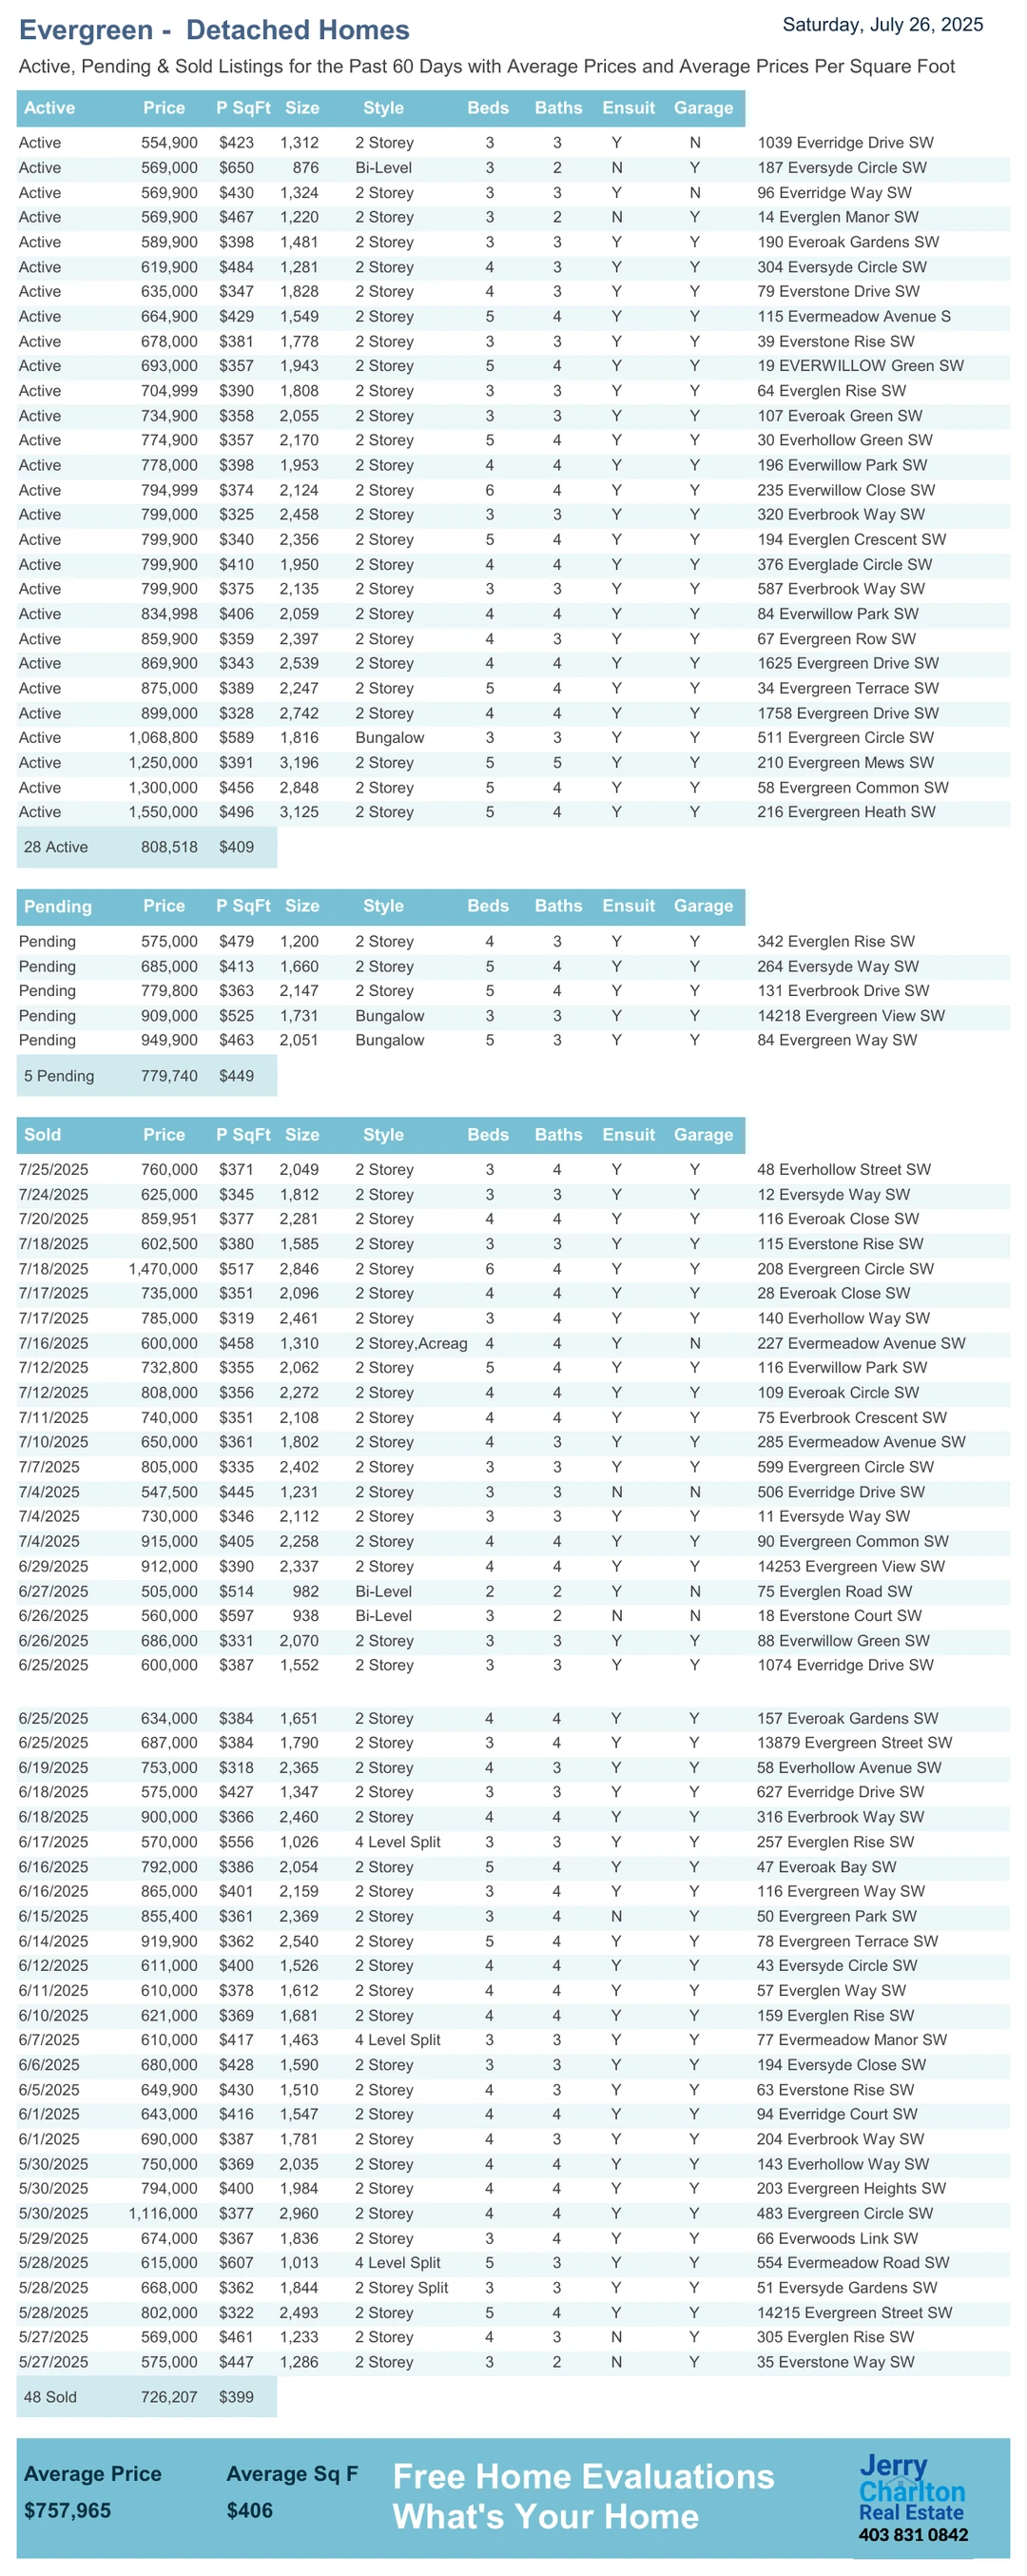 Evergreen - Detached Homes
Saturday, July 26, 2025
Active, Pending & Sold Listings for the Past 60 Days with Average Prices and Average Prices Per Square Foot
Active Price P SqFt Size Style Beds Baths Ensuit Garage
Active 554,900 $423 1,312 2 Storey 3 3 Y N 1039 Everridge Drive SW
Active 569,000 $650 876 Bi-Level 3 2 N Y 187 Eversyde Circle SW
Active 569,900 $430 1,324 2 Storey 3 3 Y N 96 Everridge Way SW
Active 569,900 $467 1,220 2 Storey 3 2 N Y 14 Everglen Manor SW
Active 589,900 $398 1,481 2 Storey 3 3 Y Y 190 Everoak Gardens SW
Active 619,900 $484 1,281 2 Storey 4 3 Y Y 304 Eversyde Circle SW
Active 635,000 $347 1,828 2 Storey 4 3 Y Y 79 Everstone Drive SW
Active 664,900 $429 1,549 2 Storey 5 4 Y Y 115 Evermeadow Avenue S
Active 678,000 $381 1,778 2 Storey 3 3 Y Y 39 Everstone Rise SW
Active 693,000 $357 1,943 2 Storey 5 4 Y Y 19 EVERWILLOW Green SW
Active 704,999 $390 1,808 2 Storey 3 3 Y Y 64 Everglen Rise SW
Active 734,900 $358 2,055 2 Storey 3 3 Y Y 107 Everoak Green SW
Active 774,900 $357 2,170 2 Storey 5 4 Y Y 30 Everhollow Green SW
Active 778,000 $398 1,953 2 Storey 4 4 Y Y 196 Everwillow Park SW
Active 794,999 $374 2,124 2 Storey 6 4 Y Y 235 Everwillow Close SW
Active 799,000 $325 2,458 2 Storey 3 3 Y Y 320 Everbrook Way SW
Active 799,900 $340 2,356 2 Storey 5 4 Y Y 194 Everglen Crescent SW
Active 799,900 $410 1,950 2 Storey 4 4 Y Y 376 Everglade Circle SW
Active 799,900 $375 2,135 2 Storey 3 3 Y Y 587 Everbrook Way SW
Active 834,998 $406 2,059 2 Storey 4 4 Y Y 84 Everwillow Park SW
Active 859,900 $359 2,397 2 Storey 4 3 Y Y 67 Evergreen Row SW
Active 869,900 $343 2,539 2 Storey 4 4 Y Y 1625 Evergreen Drive SW
Active 875,000 $389 2,247 2 Storey 5 4 Y Y 34 Evergreen Terrace SW
Active 899,000 $328 2,742 2 Storey 4 4 Y Y 1758 Evergreen Drive SW
Active 1,068,800 $589 1,816 Bungalow 3 3 Y Y 511 Evergreen Circle SW
Active 1,250,000 $391 3,196 2 Storey 5 5 Y Y 210 Evergreen Mews SW
Active 1,300,000 $456 2,848 2 Storey 5 4 Y Y 58 Evergreen Common SW
Active 1,550,000 $496 3,125 2 Storey 5 4 Y Y 216 Evergreen Heath SW
28 Active 808,518 $409
Pending Price P SqFt Size Style Beds Baths Ensuit Garage
Pending 575,000 $479 1,200 2 Storey 4 3 Y Y 342 Everglen Rise SW
Pending 685,000 $413 1,660 2 Storey 5 4 Y Y 264 Eversyde Way SW
Pending 779,800 $363 2,147 2 Storey 5 4 Y Y 131 Everbrook Drive SW
Pending 909,000 $525 1,731 Bungalow 3 3 Y Y 14218 Evergreen View SW
Pending 949,900 $463 2,051 Bungalow 5 3 Y Y 84 Evergreen Way SW
5 Pending 779,740 $449
Sold Price P SqFt Size Style Beds Baths Ensuit Garage
7/25/2025 760,000 $371 2,049 2 Storey 3 4 Y Y 48 Everhollow Street SW
7/24/2025 625,000 $345 1,812 2 Storey 3 3 Y Y 12 Eversyde Way SW
7/20/2025 859,951 $377 2,281 2 Storey 4 4 Y Y 116 Everoak Close SW
7/18/2025 602,500 $380 1,585 2 Storey 3 3 Y Y 115 Everstone Rise SW
7/18/2025 1,470,000 $517 2,846 2 Storey 6 4 Y Y 208 Evergreen Circle SW
7/17/2025 735,000 $351 2,096 2 Storey 4 4 Y Y 28 Everoak Close SW
7/17/2025 785,000 $319 2,461 2 Storey 3 4 Y Y 140 Everhollow Way SW
7/16/2025 600,000 $458 1,310 2 Storey,Acreag 4 4 Y N 227 Evermeadow Avenue SW
7/12/2025 732,800 $355 2,062 2 Storey 5 4 Y Y 116 Everwillow Park SW
7/12/2025 808,000 $356 2,272 2 Storey 4 4 Y Y 109 Everoak Circle SW
7/11/2025 740,000 $351 2,108 2 Storey 4 4 Y Y 75 Everbrook Crescent SW
7/10/2025 650,000 $361 1,802 2 Storey 4 3 Y Y 285 Evermeadow Avenue SW
7/7/2025 805,000 $335 2,402 2 Storey 3 3 Y Y 599 Evergreen Circle SW
7/4/2025 547,500 $445 1,231 2 Storey 3 3 N N 506 Everridge Drive SW
7/4/2025 730,000 $346 2,112 2 Storey 3 3 Y Y 11 Eversyde Way SW
7/4/2025 915,000 $405 2,258 2 Storey 4 4 Y Y 90 Evergreen Common SW
6/29/2025 912,000 $390 2,337 2 Storey 4 4 Y Y 14253 Evergreen View SW
6/27/2025 505,000 $514 982 Bi-Level 2 2 Y N 75 Everglen Road SW
6/26/2025 560,000 $597 938 Bi-Level 3 2 N N 18 Everstone Court SW
6/26/2025 686,000 $331 2,070 2 Storey 3 3 Y Y 88 Everwillow Green SW
6/25/2025 600,000 $387 1,552 2 Storey 3 3 Y Y 1074 Everridge Drive SW
6/25/2025 634,000 $384 1,651 2 Storey 4 4 Y Y 157 Everoak Gardens SW
6/25/2025 687,000 $384 1,790 2 Storey 3 4 Y Y 13879 Evergreen Street SW
6/19/2025 753,000 $318 2,365 2 Storey 4 3 Y Y 58 Everhollow Avenue SW
6/18/2025 575,000 $427 1,347 2 Storey 3 3 Y Y 627 Everridge Drive SW
6/18/2025 900,000 $366 2,460 2 Storey 4 4 Y Y 316 Everbrook Way SW
6/17/2025 570,000 $556 1,026 4 Level Split 3 3 Y Y 257 Everglen Rise SW
6/16/2025 792,000 $386 2,054 2 Storey 5 4 Y Y 47 Everoak Bay SW
6/16/2025 865,000 $401 2,159 2 Storey 3 4 Y Y 116 Evergreen Way SW
6/15/2025 855,400 $361 2,369 2 Storey 3 4 N Y 50 Evergreen Park SW
6/14/2025 919,900 $362 2,540 2 Storey 5 4 Y Y 78 Evergreen Terrace SW
6/12/2025 611,000 $400 1,526 2 Storey 4 4 Y Y 43 Eversyde Circle SW
6/11/2025 610,000 $378 1,612 2 Storey 4 4 Y Y 57 Everglen Way SW
6/10/2025 621,000 $369 1,681 2 Storey 4 4 Y Y 159 Everglen Rise SW
6/7/2025 610,000 $417 1,463 4 Level Split 3 3 Y Y 77 Evermeadow Manor SW
6/6/2025 680,000 $428 1,590 2 Storey 3 3 Y Y 194 Eversyde Close SW
6/5/2025 649,900 $430 1,510 2 Storey 4 3 Y Y 63 Everstone Rise SW
6/1/2025 643,000 $416 1,547 2 Storey 4 4 Y Y 94 Everridge Court SW
6/1/2025 690,000 $387 1,781 2 Storey 4 3 Y Y 204 Everbrook Way SW
5/30/2025 750,000 $369 2,035 2 Storey 4 4 Y Y 143 Everhollow Way SW
5/30/2025 794,000 $400 1,984 2 Storey 4 4 Y Y 203 Evergreen Heights SW
5/30/2025 1,116,000 $377 2,960 2 Storey 4 4 Y Y 483 Evergreen Circle SW
5/29/2025 674,000 $367 1,836 2 Storey 3 4 Y Y 66 Everwoods Link SW
5/28/2025 615,000 $607 1,013 4 Level Split 5 3 Y Y 554 Evermeadow Road SW
5/28/2025 668,000 $362 1,844 2 Storey Split 3 3 Y Y 51 Eversyde Gardens SW
5/28/2025 802,000 $322 2,493 2 Storey 5 4 Y Y 14215 Evergreen Street SW
5/27/2025 569,000 $461 1,233 2 Storey 4 3 N Y 305 Everglen Rise SW
5/27/2025 575,000 $447 1,286 2 Storey 3 2 N Y 35 Everstone Way SW
48 Sold 726,207 $399
Average Price Average Sq F
$757,965 $406
Free Home Evaluations
What's Your Home
Jerry
Charlton
Real Estate
403 831 0842